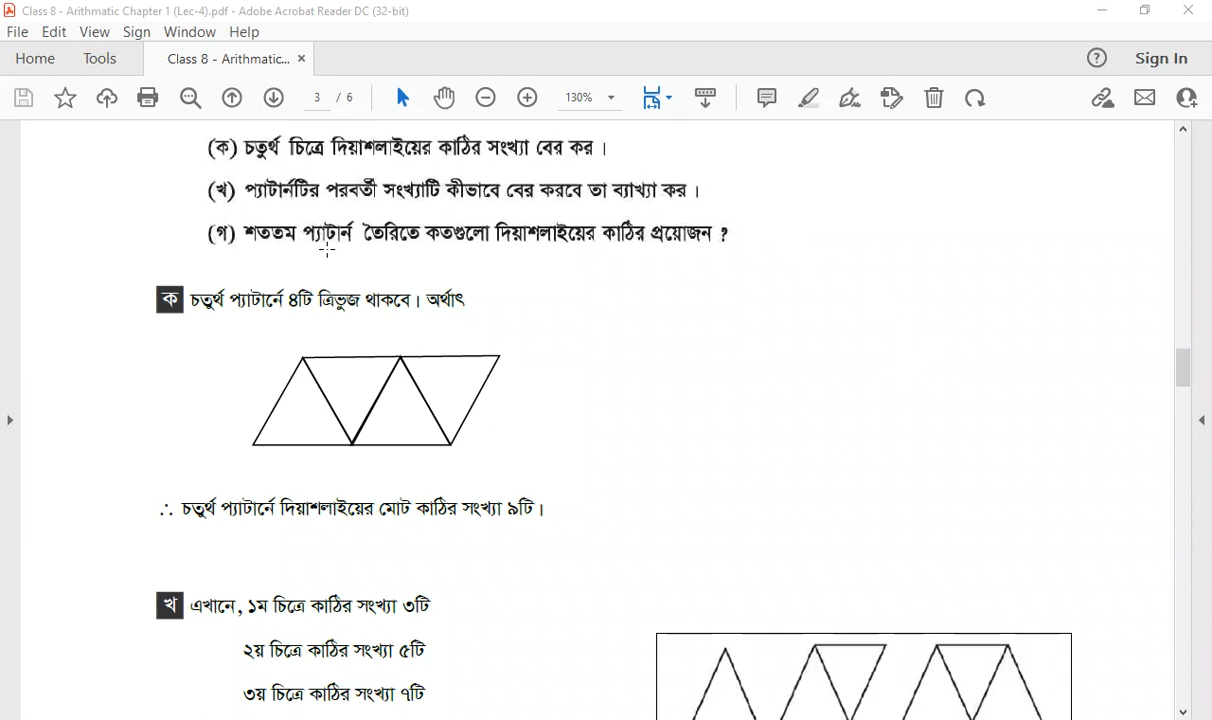 Class 8 - Arithmatic Chapter 1 (Lec-4).pdf - Adobe Acrobat Reader DC (32-bit)
File Edit View Sign Window Help
Home Tools Class 8 - Arithmatic... × Sign In
3 / 6 130%
(ক) চতুর্থ চিত্রে দিয়াশলাইয়ের কাঠির সংখ্যা বের কর ।
(খ) প্যাটার্নটির পরবর্তী সংখ্যাটি কীভাবে বের করবে তা ব্যাখ্যা কর ।
(গ) শততম প্যাটার্ন তৈরিতে কতগুলো দিয়াশলাইয়ের কাঠির প্রয়োজন ?
ক চতুর্থ প্যাটার্নে ৪টি ত্রিভুজ থাকবে। অর্থাৎ
∴ চতুর্থ প্যাটার্নে দিয়াশলাইয়ের মোট কাঠির সংখ্যা ৯টি।
খ এখানে, ১ম চিত্রে কাঠির সংখ্যা ৩টি
২য় চিত্রে কাঠির সংখ্যা ৫টি
৩য় চিত্রে কাঠির সংখ্যা ৭টি